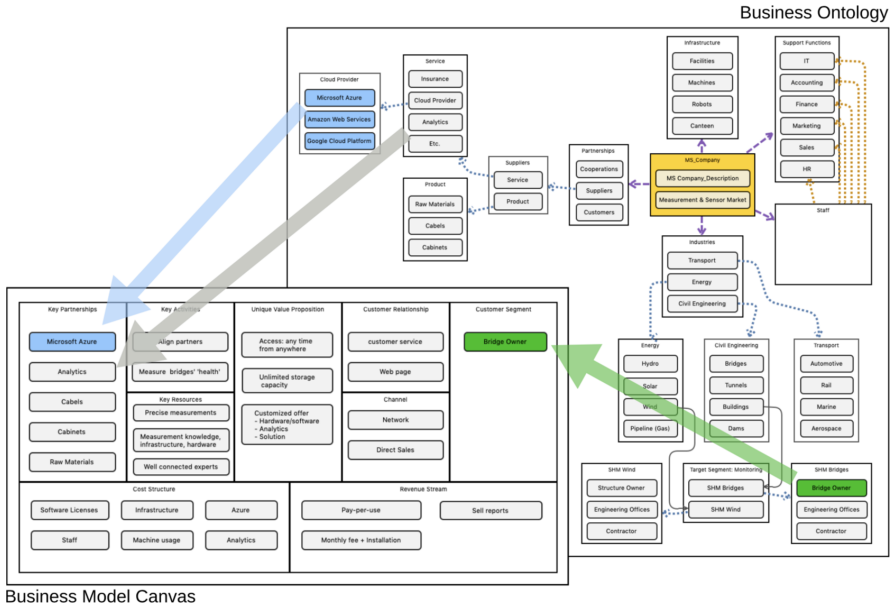 Business Ontology
Infrastructure
Facilities
Machines
Robots
Canteen
Support Functions
IT
Accounting
Finance
Marketing
Sales
HR
Service
Insurance
Cloud Provider
Analytics
Etc.
Cloud Provider
Microsoft Azure
Amazon Web Services
Google Cloud Platform
Partnerships
Cooperations
Suppliers
Customers
MS_Company
MS Company_Description
Measurement & Sensor Market
Suppliers
Service
Product
Product
Raw Materials
Cabels
Cabinets
Staff
Industries
Transport
Energy
Civil Engineering
Energy
Hydro
Solar
Wind
Pipeline (Gas)
Civil Engineering
Bridges
Tunnels
Buildings
Dams
Transport
Automotive
Rail
Marine
Aerospace
SHM Wind
Structure Owner
Engineering Offices
Contractor
Target Segment: Monitoring
SHM Bridges
SHM Wind
SHM Bridges
Bridge Owner
Engineering Offices
Contractor
Key Partnerships
Microsoft Azure
Analytics
Cabels
Cabinets
Raw Materials
Key Activities
Align partners
Measure bridges' 'health'
Key Resources
Precise measurements
Measurement knowledge,
infrastructure, hardware
Well connected experts
Unique Value Proposition
Access: any time
from anywhere
Unlimited storage
capacity
Customized offer
- Hardware/software
- Analytics
- Solution
Customer Relationship
customer service
Web page
Channel
Network
Direct Sales
Customer Segment
Bridge Owner
Cost Structure
Software Licenses
Infrastructure
Azure
Staff
Machine usage
Analytics
Revenue Stream
Pay-per-use
Sell reports
Monthly fee + Installation
Business Model Canvas